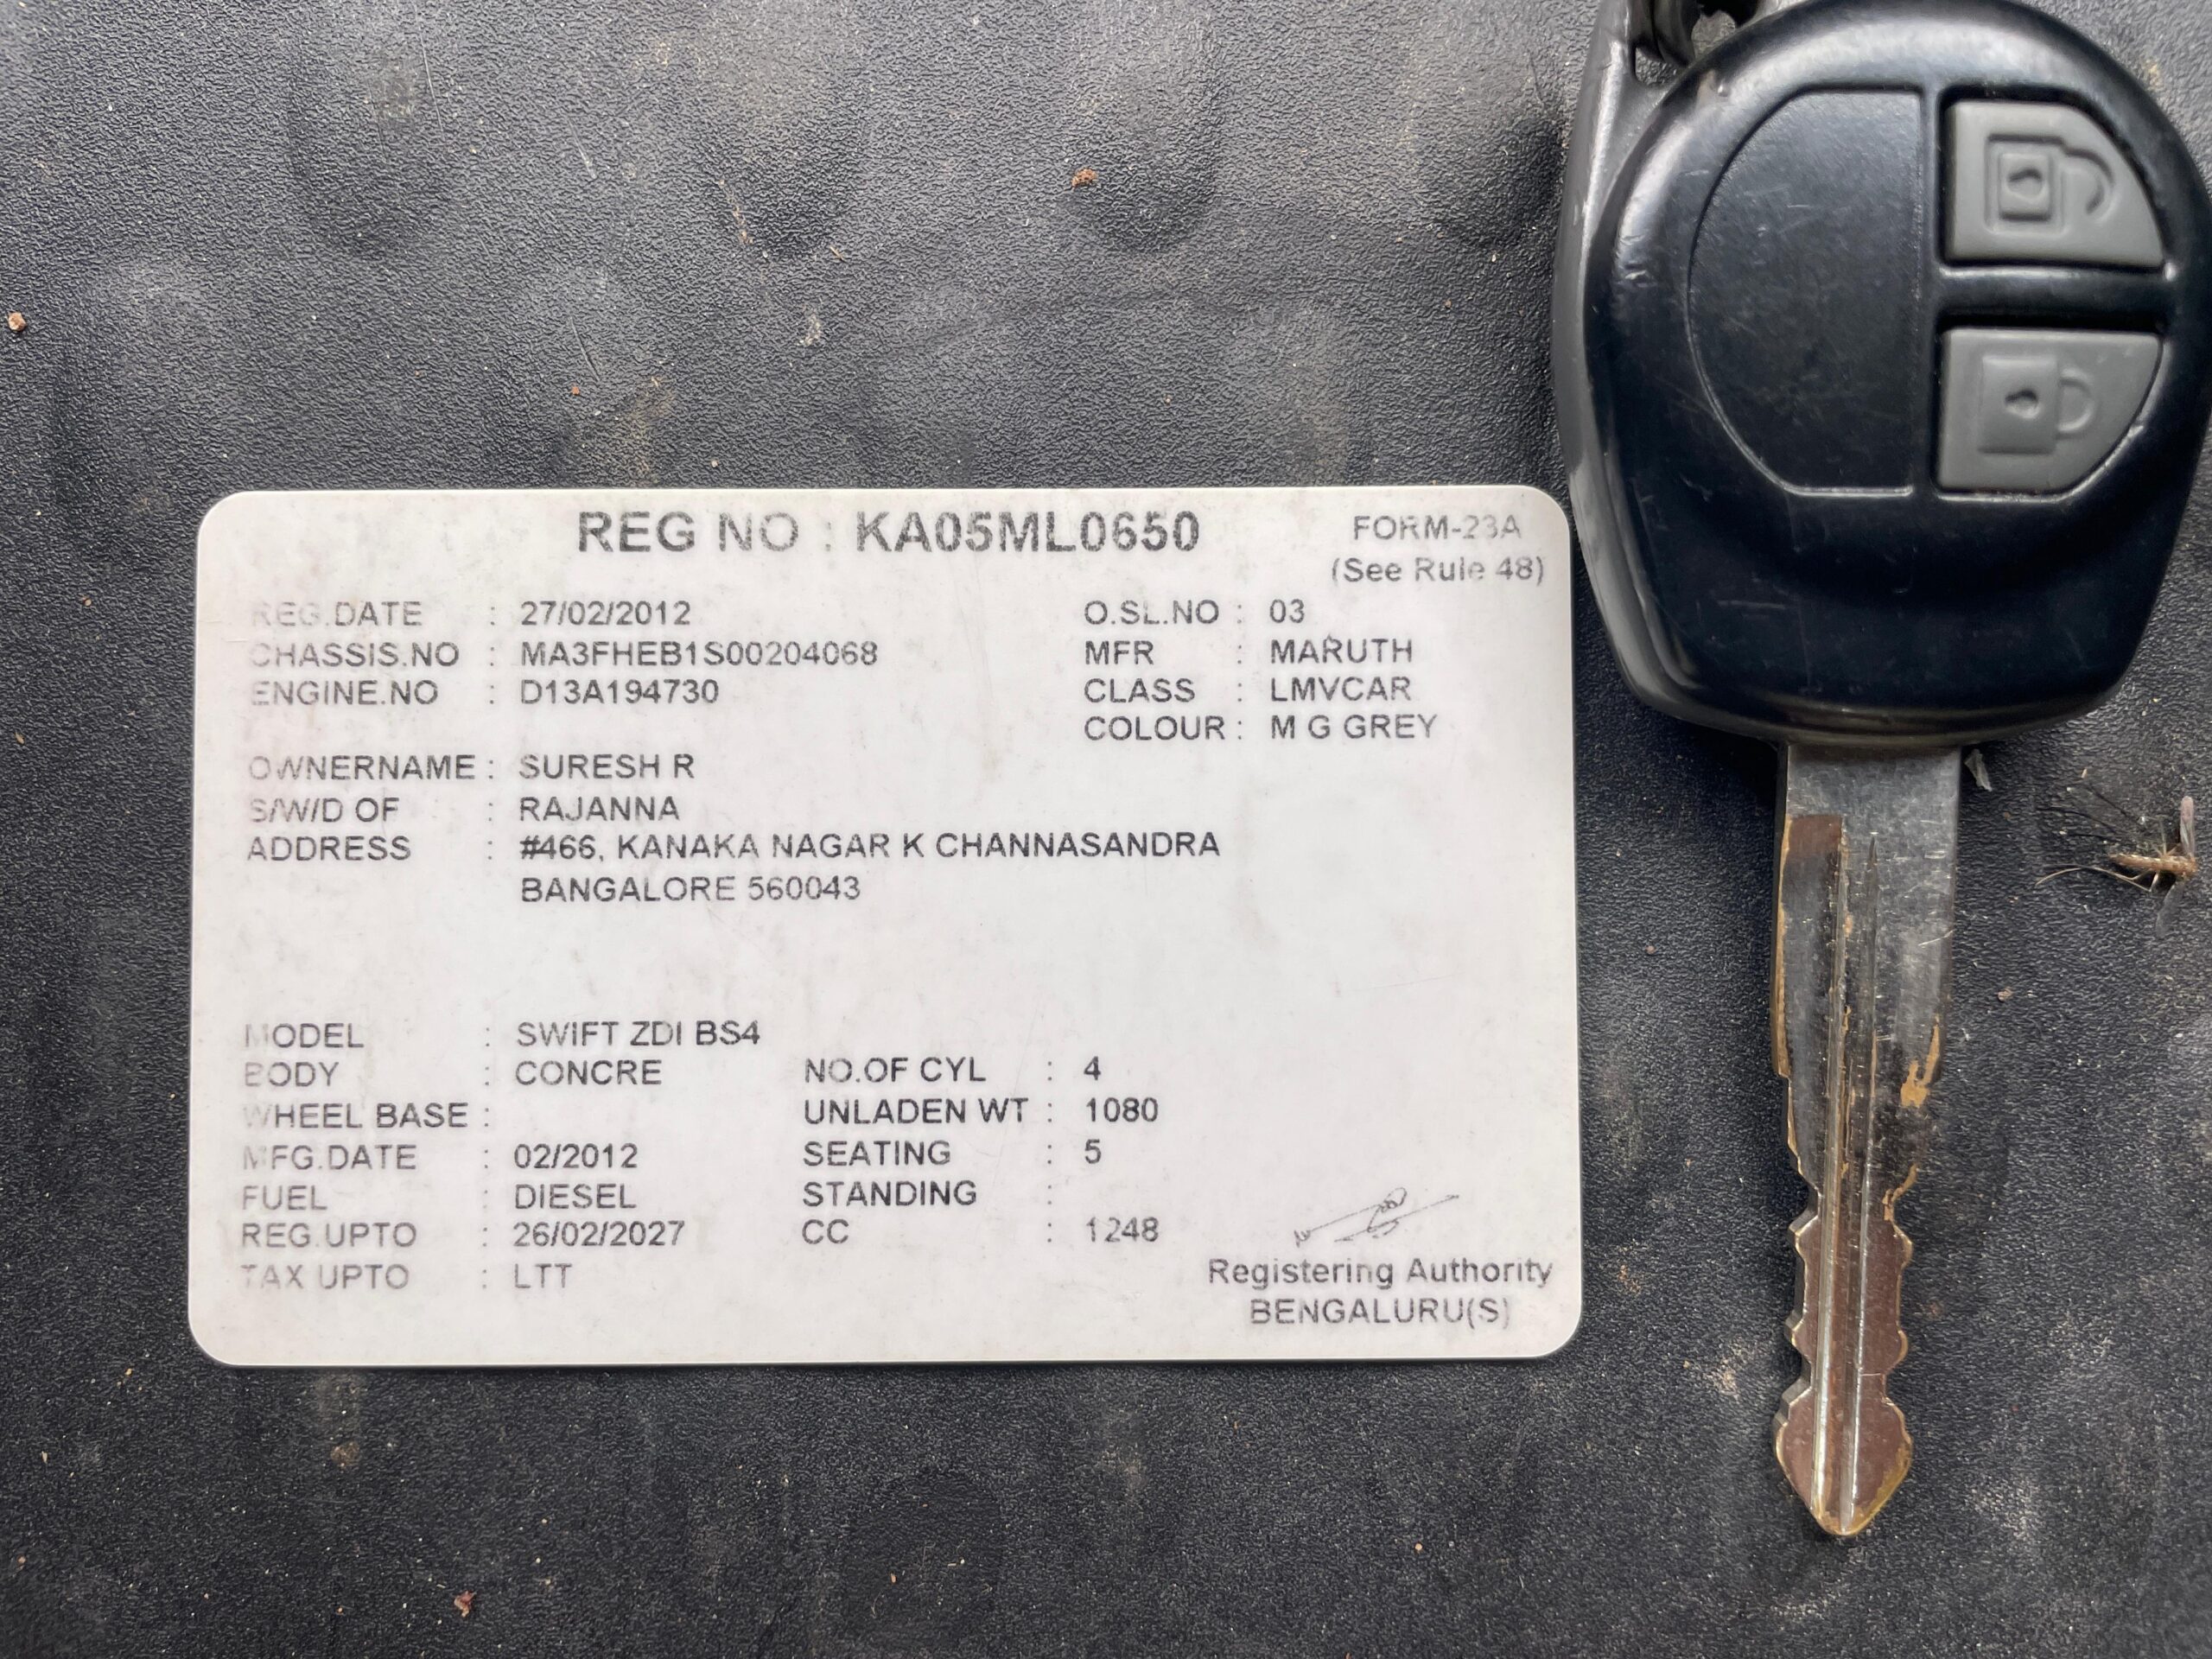 REG NO : KA05ML0650
FORM-23A
(See Rule 48)
REG.DATE : 27/02/2012 O.SL.NO : 03
CHASSIS.NO : MA3FHEB1S00204068 MFR : MARUTH
ENGINE.NO : D13A194730 CLASS : LMVCAR
COLOUR : M G GREY
OWNERNAME : SURESH R
S/W/D OF : RAJANNA
ADDRESS : #466, KANAKA NAGAR K CHANNASANDRA
BANGALORE 560043
MODEL : SWIFT ZDI BS4
BODY : CONCRE NO.OF CYL : 4
WHEEL BASE : UNLADEN WT : 1080
MFG.DATE : 02/2012 SEATING : 5
FUEL : DIESEL STANDING :
REG.UPTO : 26/02/2027 CC : 1248
TAX UPTO : LTT
Registering Authority
BENGALURU(S)